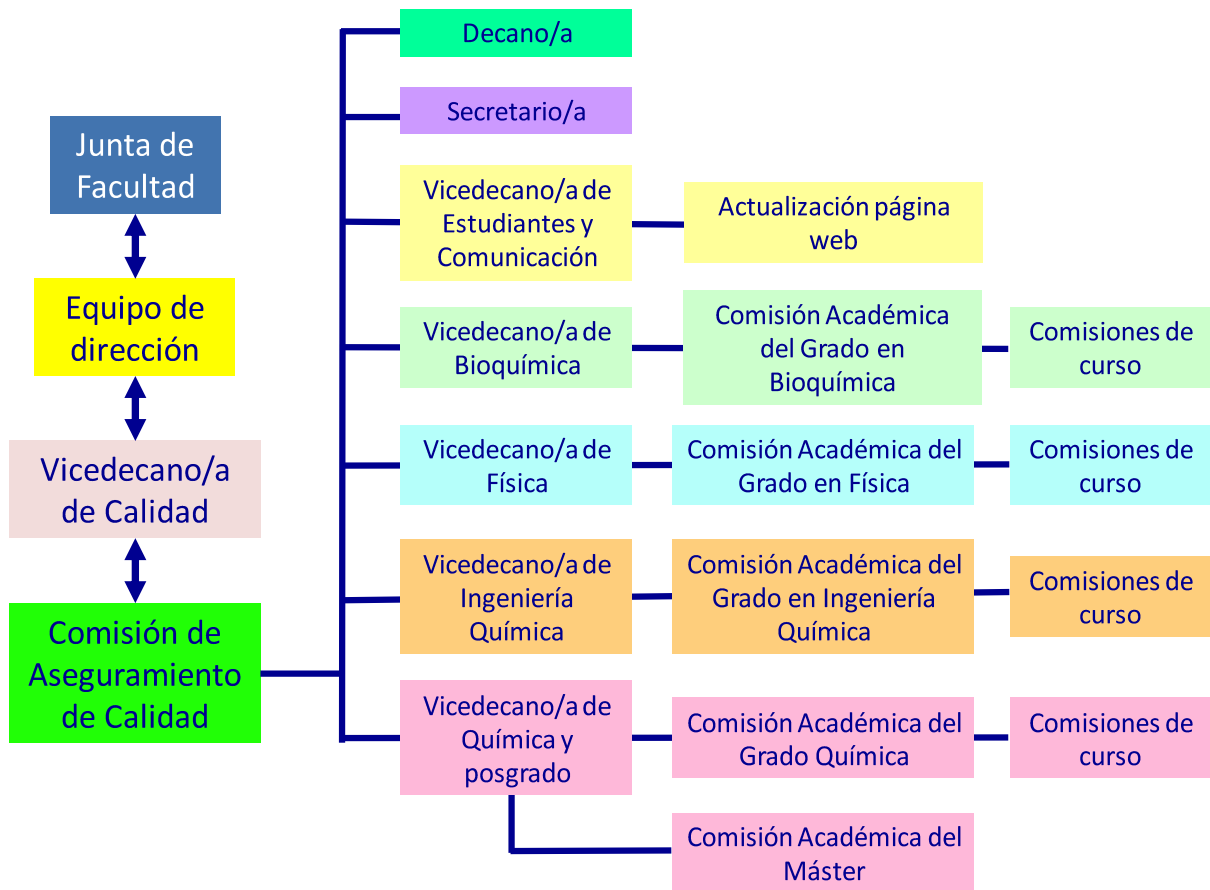 Junta de
Facultad
Equipo de
dirección
Vicedecano/a
de Calidad
Comisión de
Aseguramiento
de Calidad
Decano/a
Secretario/a
Vicedecano/a de
Estudiantes y
Comunicación
Actualización página
web
Vicedecano/a de
Bioquímica
Comisión Académica
del Grado en
Bioquímica
Comisiones de
curso
Vicedecano/a de
Física
Comisión Académica del
Grado en Física
Comisiones de
curso
Vicedecano/a de
Ingeniería
Química
Comisión Académica del
Grado en Ingeniería
Química
Comisiones de
curso
Vicedecano/a de
Química y
posgrado
Comisión Académica del
Grado Química
Comisiones de
curso
Comisión Académica del
Máster